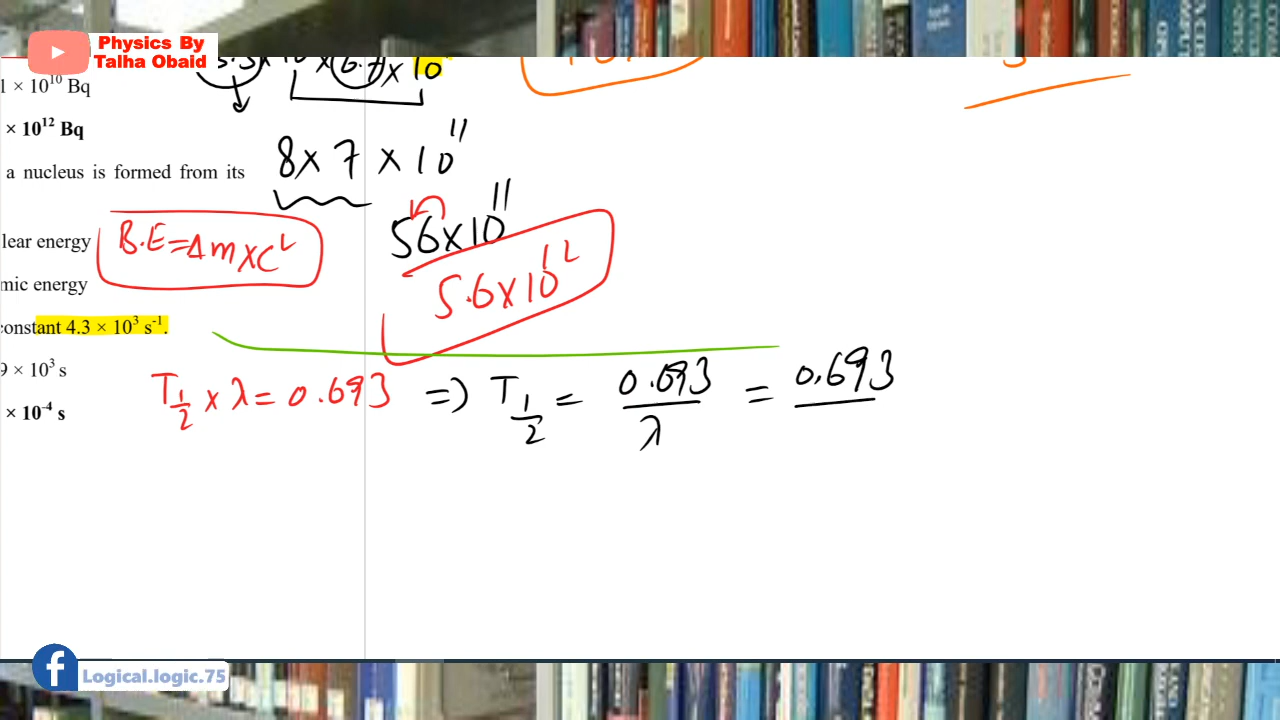 Physics By
Talha Obaid
1 × 10¹⁰ Bq
× 10¹² Bq
a nucleus is formed from its
lear energy
mic energy
constant 4.3 × 10³ s⁻¹.
9 × 10³ s
× 10⁻⁴ s
8 × 7 × 10¹¹
56 × 10¹¹
5.6 × 10¹²
B.E = Δm × c²
T½ × λ = 0.693 ⇒ T½ = 0.693/λ = 0.693
Logical.logic.75